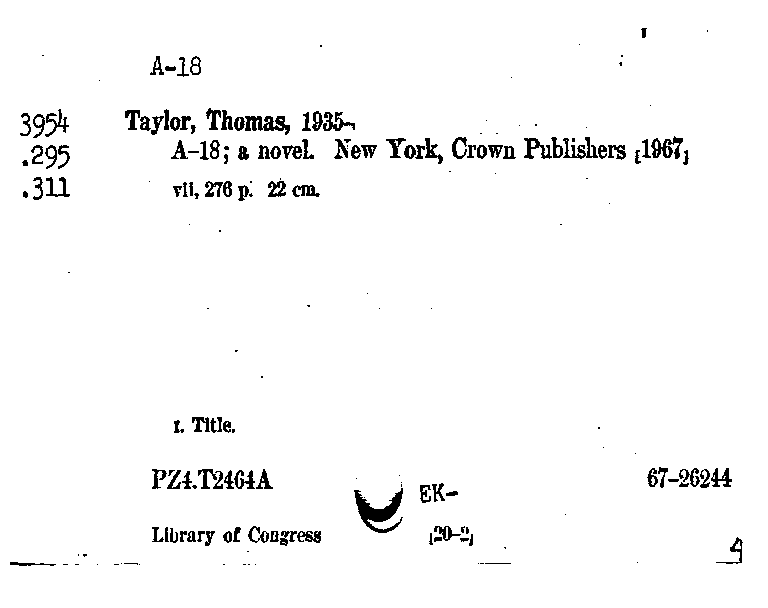 A-18
3954 Taylor, Thomas, 1935-
.295 A-18; a novel. New York, Crown Publishers [1967]
.311 vii, 276 p. 22 cm.
I. Title.
PZ4.T2464A 67-26244
EK-
Library of Congress [20-2]
4